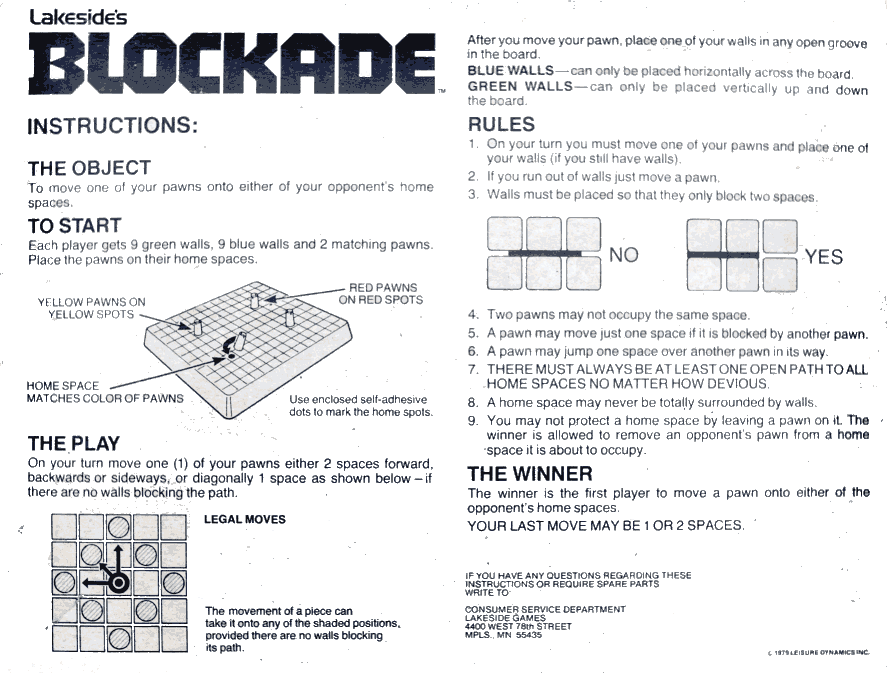 Lakeside's
BLOCKADE™
INSTRUCTIONS:
THE OBJECT
To move one of your pawns onto either of your opponent's home
spaces.
TO START
Each player gets 9 green walls, 9 blue walls and 2 matching pawns.
Place the pawns on their home spaces.
YELLOW PAWNS ON
YELLOW SPOTS
RED PAWNS
ON RED SPOTS
HOME SPACE
MATCHES COLOR OF PAWNS
Use enclosed self-adhesive
dots to mark the home spots.
THE PLAY
On your turn move one (1) of your pawns either 2 spaces forward,
backwards or sideways, or diagonally 1 space as shown below – if
there are no walls blocking the path.
LEGAL MOVES
The movement of a piece can
take it onto any of the shaded positions,
provided there are no walls blocking
its path.
After you move your pawn, place one of your walls in any open groove
in the board.
BLUE WALLS—can only be placed horizontally across the board.
GREEN WALLS—can only be placed vertically up and down
the board.
RULES
1. On your turn you must move one of your pawns and place one of
your walls (if you still have walls).
2. If you run out of walls just move a pawn.
3. Walls must be placed so that they only block two spaces.
NO
YES
4. Two pawns may not occupy the same space.
5. A pawn may move just one space if it is blocked by another pawn.
6. A pawn may jump one space over another pawn in its way.
7. THERE MUST ALWAYS BE AT LEAST ONE OPEN PATH TO ALL
HOME SPACES NO MATTER HOW DEVIOUS.
8. A home space may never be totally surrounded by walls.
9. You may not protect a home space by leaving a pawn on it. The
winner is allowed to remove an opponent's pawn from a home
space it is about to occupy.
THE WINNER
The winner is the first player to move a pawn onto either of the
opponent's home spaces.
YOUR LAST MOVE MAY BE 1 OR 2 SPACES.
IF YOU HAVE ANY QUESTIONS REGARDING THESE
INSTRUCTIONS OR REQUIRE SPARE PARTS
WRITE TO:
CONSUMER SERVICE DEPARTMENT
LAKESIDE GAMES
4400 WEST 78th STREET
MPLS., MN 55435
© 1979 LEISURE DYNAMICS INC.